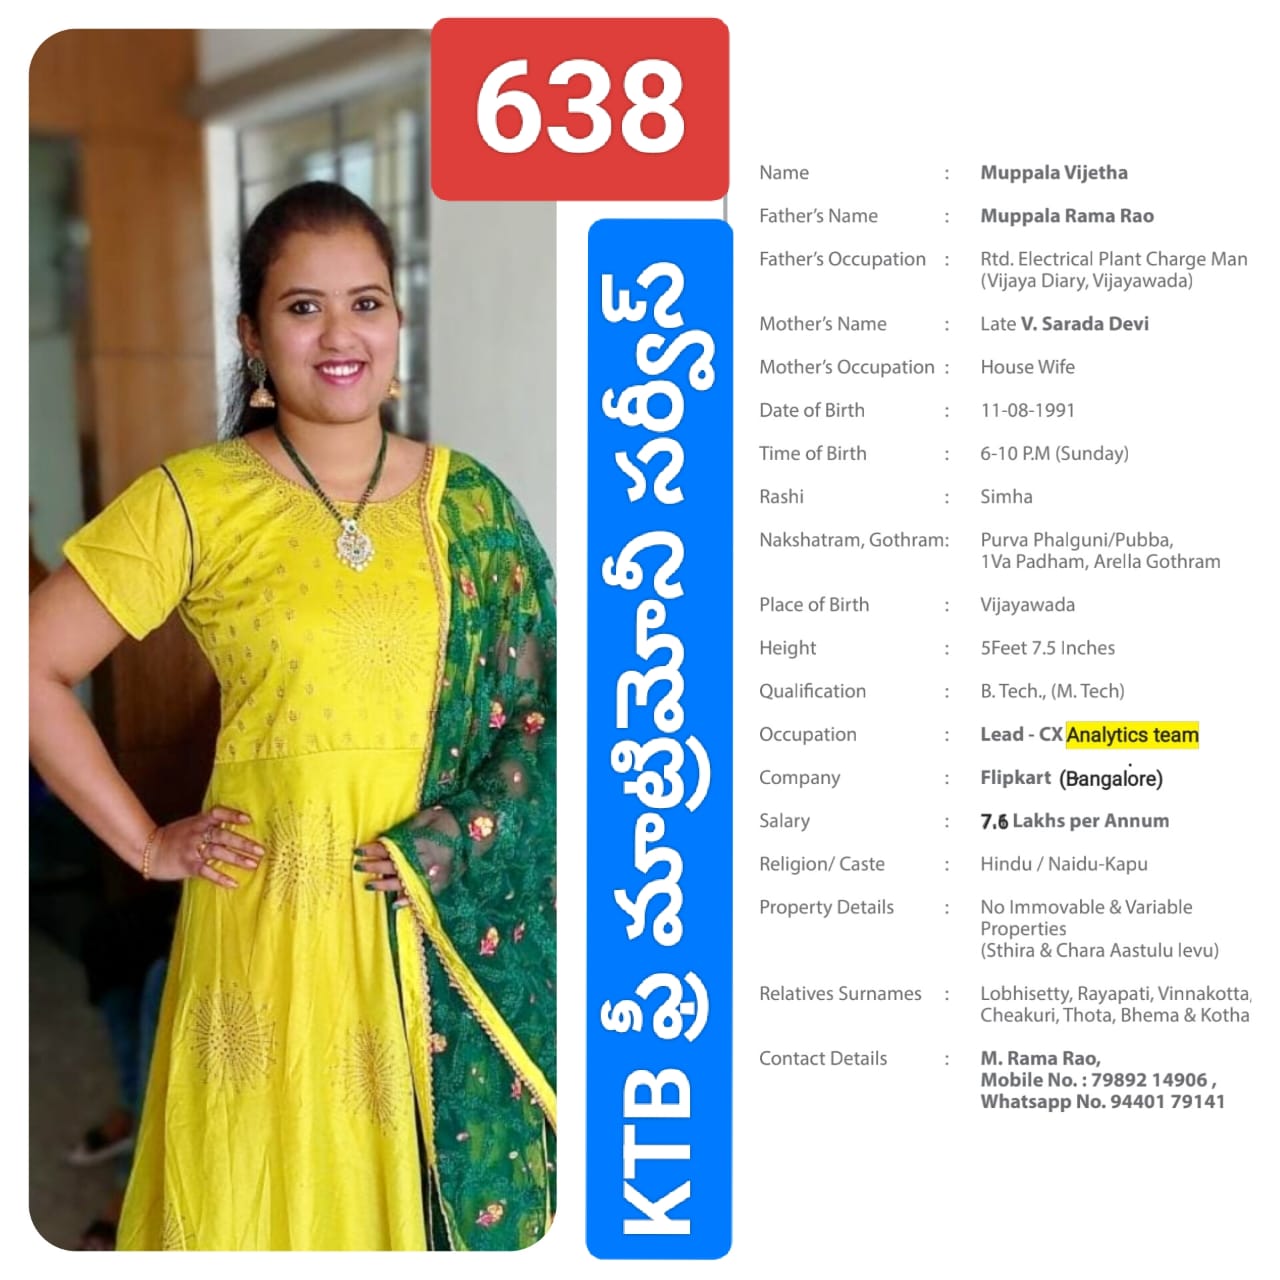 638
KTB ఫ్రీ మాట్రిమోనీ సర్వీస్
Name : Muppala Vijetha
Father's Name : Muppala Rama Rao
Father's Occupation : Rtd. Electrical Plant Charge Man
(Vijaya Diary, Vijayawada)
Mother's Name : Late V. Sarada Devi
Mother's Occupation : House Wife
Date of Birth : 11-08-1991
Time of Birth : 6-10 P.M (Sunday)
Rashi : Simha
Nakshatram, Gothram: Purva Phalguni/Pubba,
1Va Padham, Arella Gothram
Place of Birth : Vijayawada
Height : 5Feet 7.5 Inches
Qualification : B. Tech., (M. Tech)
Occupation : Lead - CX Analytics team
Company : Flipkart (Bangalore)
Salary : 7.6 Lakhs per Annum
Religion/ Caste : Hindu / Naidu-Kapu
Property Details : No Immovable & Variable
Properties
(Sthira & Chara Aastulu levu)
Relatives Surnames : Lobhisetty, Rayapati, Vinnakotta,
Cheakuri, Thota, Bhema & Kotha
Contact Details : M. Rama Rao,
Mobile No. : 79892 14906 ,
Whatsapp No. 94401 79141